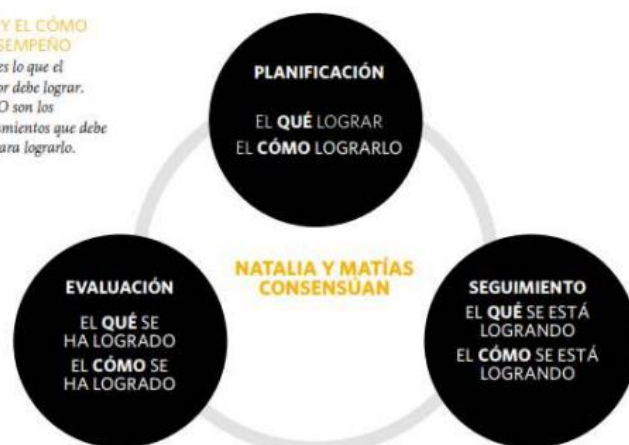 Y EL CÓMO
SEMPEÑO
es lo que el
or debe lograr.
O son los
mientos que debe
ara lograrlo.
PLANIFICACIÓN
EL QUÉ LOGRAR
EL CÓMO LOGRARLO
NATALIA Y MATÍAS
CONSENSÚAN
EVALUACIÓN
EL QUÉ SE
HA LOGRADO
EL CÓMO SE
HA LOGRADO
SEGUIMIENTO
EL QUÉ SE ESTÁ
LOGRANDO
EL CÓMO SE ESTÁ
LOGRANDO